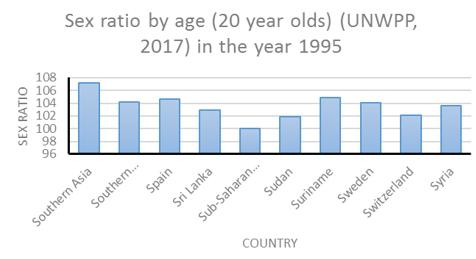 Sex ratio by age (20 year olds) (UNWPP,
2017) in the year 1995
108
106
104
102
100
98
96
SEX RATIO
Southern Asia
Southern...
Spain
Sri Lanka
Sub-Saharan...
Sudan
Suriname
Sweden
Switzerland
Syria
COUNTRY